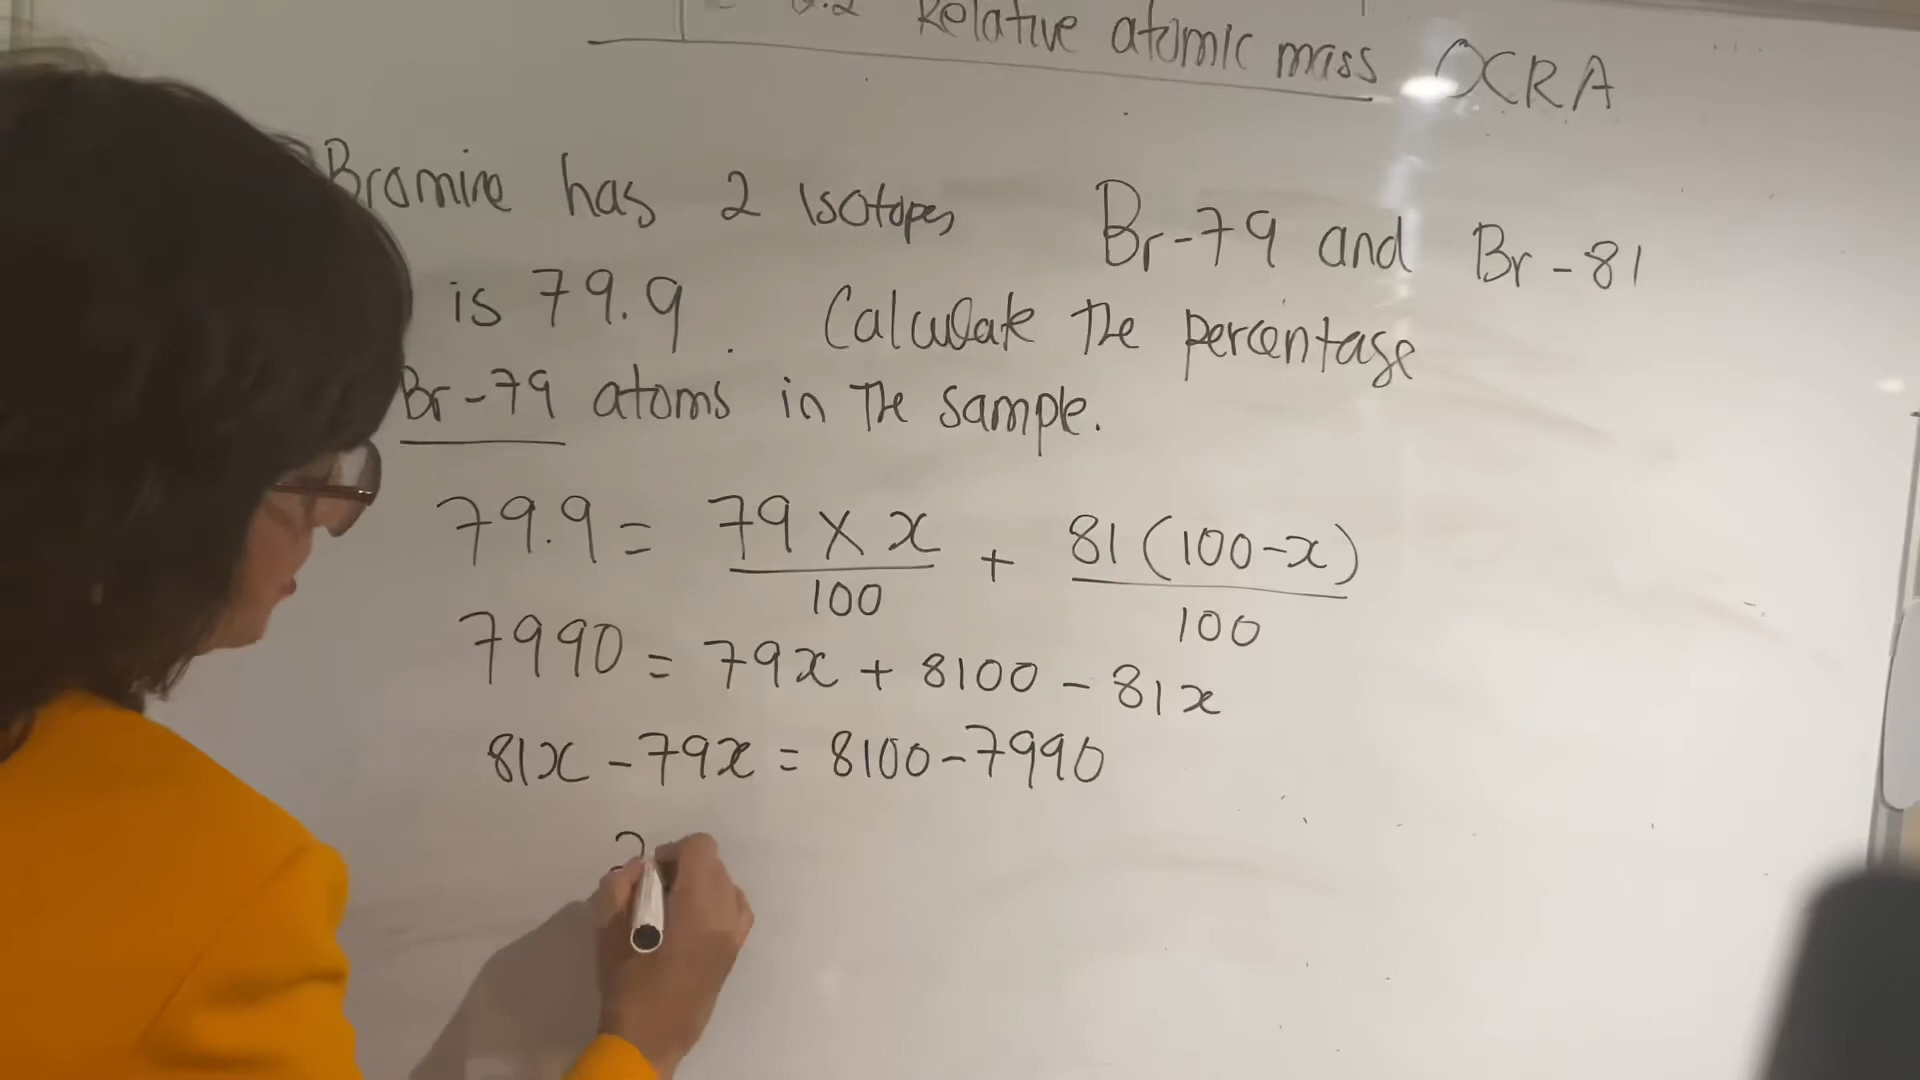 Relative atomic mass OCRA
Bromine has 2 isotopes Br-79 and Br-81
is 79.9. Calculate the percentage
Br-79 atoms in the sample.
79.9 = 79 × x / 100 + 81(100-x) / 100
7990 = 79x + 8100 - 81x
81x - 79x = 8100 - 7990
2